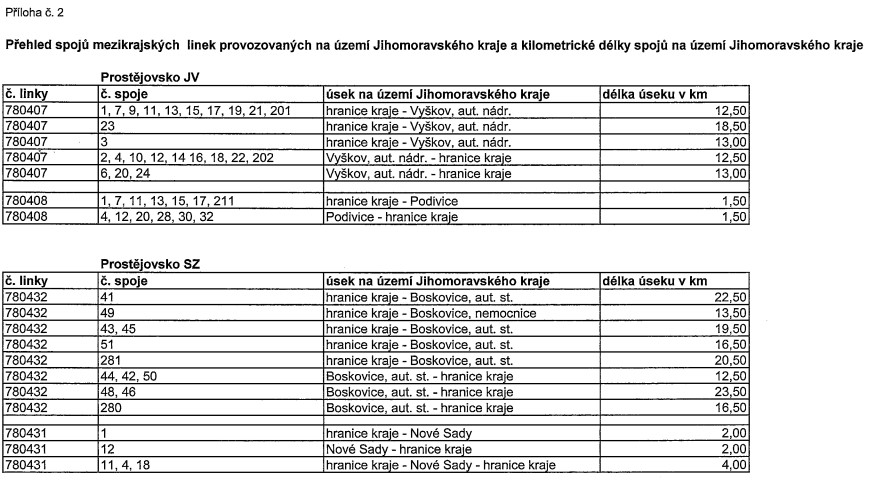 Příloha č. 2
Přehled spojů mezikrajských linek provozovaných na území Jihomoravského kraje a kilometrické délky spojů na území Jihomoravského kraje
Prostějovsko JV
č. linky č. spoje úsek na území Jihomoravského kraje délka úseku v km
780407 1, 7, 9, 11, 13, 15, 17, 19, 21, 201 hranice kraje - Vyškov, aut. nádr. 12,50
780407 23 hranice kraje - Vyškov, aut. nádr. 18,50
780407 3 hranice kraje - Vyškov, aut. nádr. 13,00
780407 2, 4, 10, 12, 14 16, 18, 22, 202 Vyškov, aut. nádr. - hranice kraje 12,50
780407 6, 20, 24 Vyškov, aut. nádr. - hranice kraje 13,00
780408 1, 7, 11, 13, 15, 17, 211 hranice kraje - Podivice 1,50
780408 4, 12, 20, 28, 30, 32 Podivice - hranice kraje 1,50
Prostějovsko SZ
č. linky č. spoje úsek na území Jihomoravského kraje délka úseku v km
780432 41 hranice kraje - Boskovice, aut. st. 22,50
780432 49 hranice kraje - Boskovice, nemocnice 13,50
780432 43, 45 hranice kraje - Boskovice, aut. st. 19,50
780432 51 hranice kraje - Boskovice, aut. st. 16,50
780432 281 hranice kraje - Boskovice, aut. st. 20,50
780432 44, 42, 50 Boskovice, aut. st. - hranice kraje 12,50
780432 48, 46 Boskovice, aut. st. - hranice kraje 23,50
780432 280 Boskovice, aut. st. - hranice kraje 16,50
780431 1 hranice kraje - Nové Sady 2,00
780431 12 Nové Sady - hranice kraje 2,00
780431 11, 4, 18 hranice kraje - Nové Sady - hranice kraje 4,00